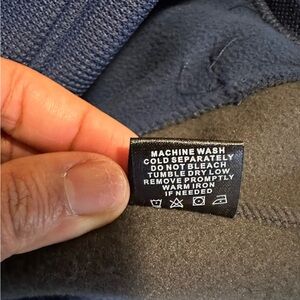 MACHINE WASH
COLD SEPARATELY
DO NOT BLEACH
TUMBLE DRY LOW
REMOVE PROMPTLY
WARM IRON
IF NEEDED